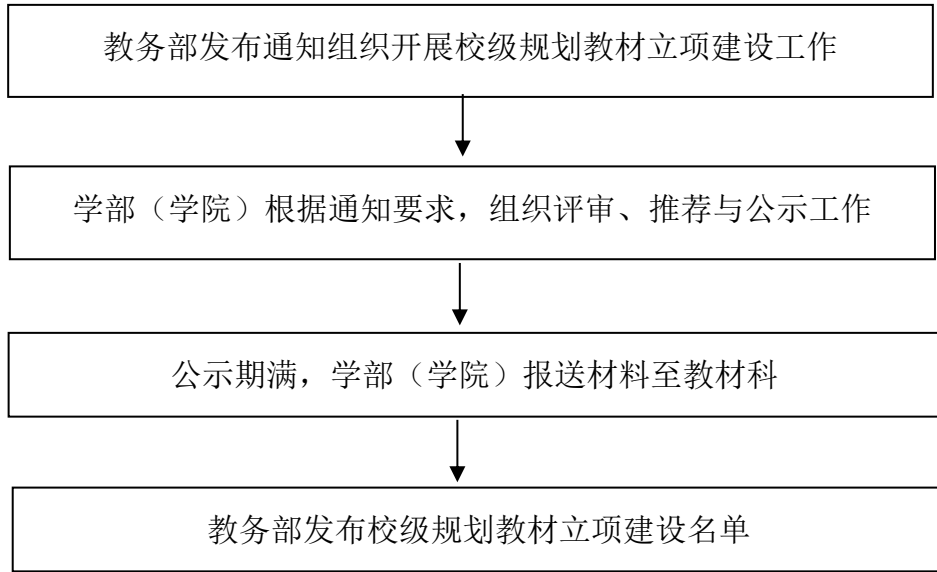 教务部发布通知组织开展校级规划教材立项建设工作
学部（学院）根据通知要求，组织评审、推荐与公示工作
公示期满，学部（学院）报送材料至教材科
教务部发布校级规划教材立项建设名单